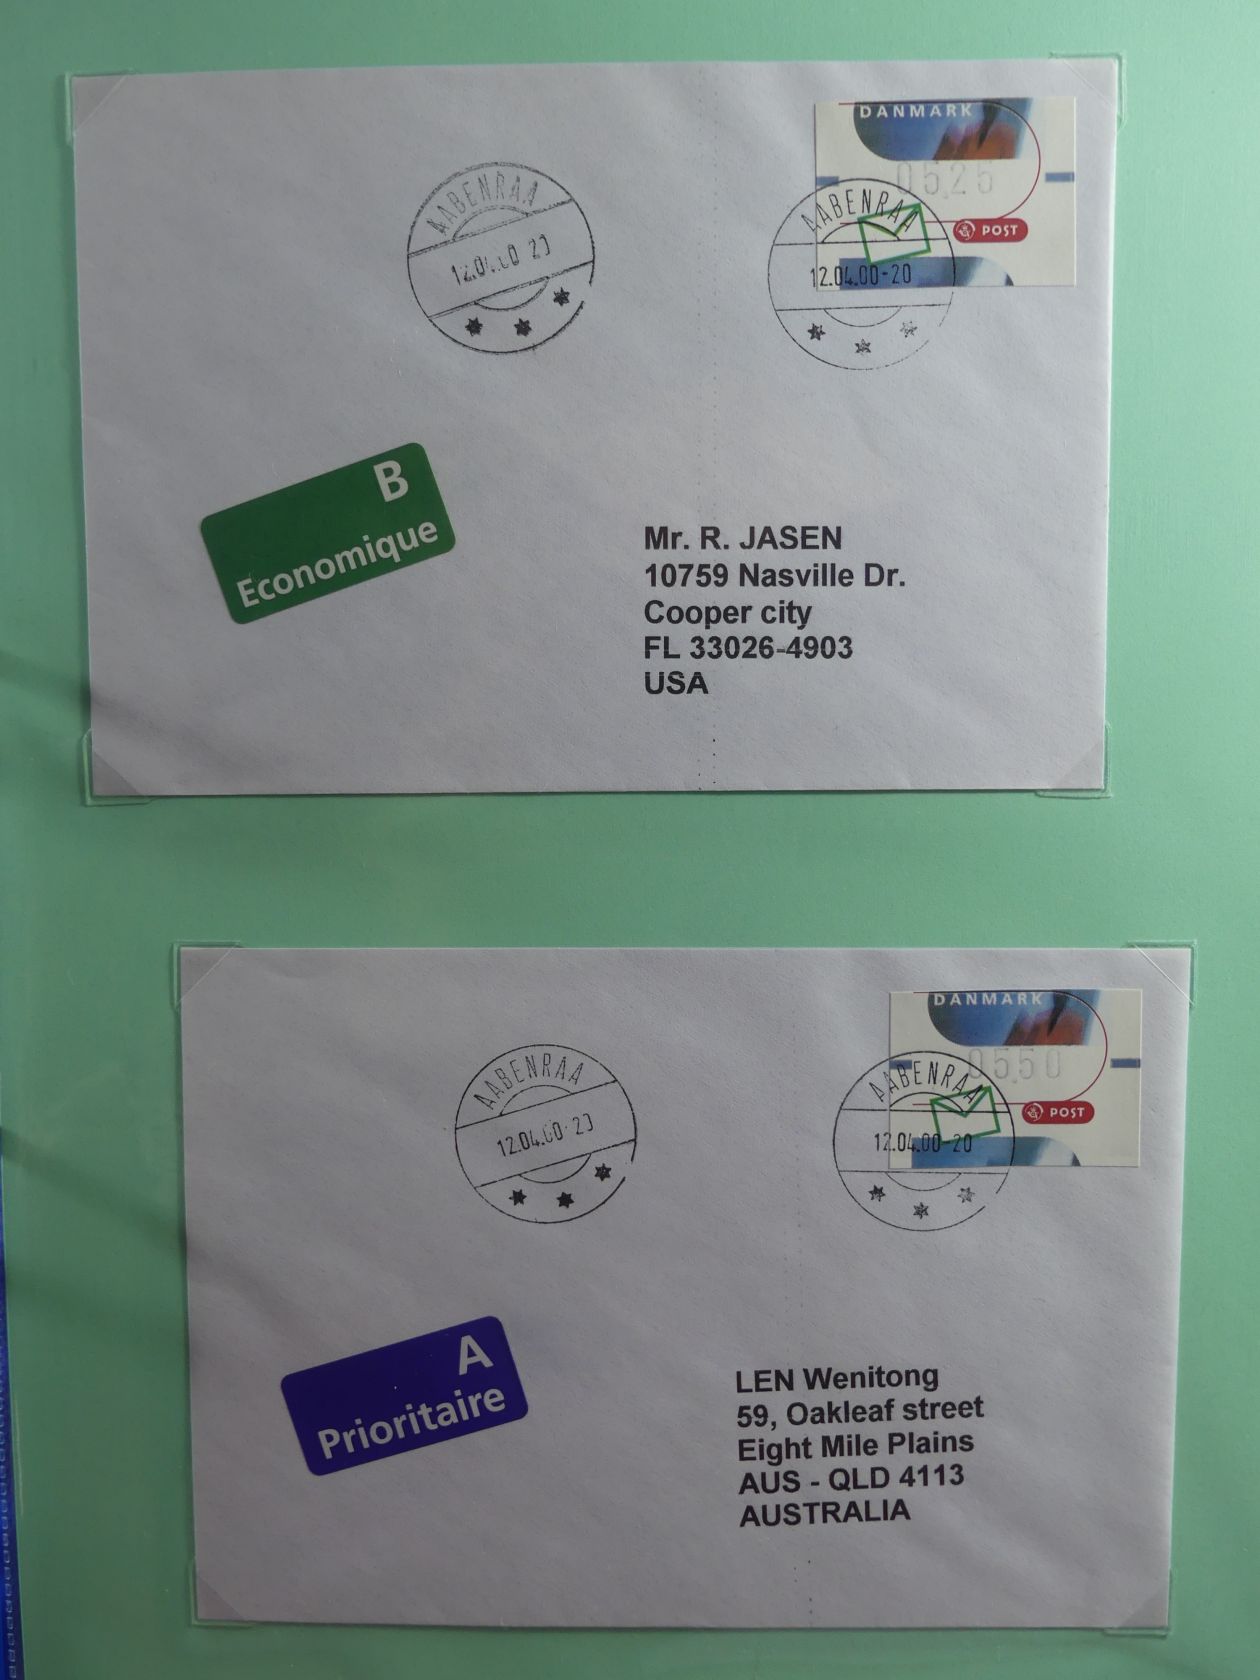 DANMARK
05.25
POST
AABENRAA
12.04.00-20
AABENRAA
12.04.00-20
B
Economique
Mr. R. JASEN
10759 Nasville Dr.
Cooper city
FL 33026-4903
USA
DANMARK
05.50
POST
AABENRAA
12.04.00-20
AABENRAA
12.04.00-20
A
Prioritaire
LEN Wenitong
59, Oakleaf street
Eight Mile Plains
AUS - QLD 4113
AUSTRALIA